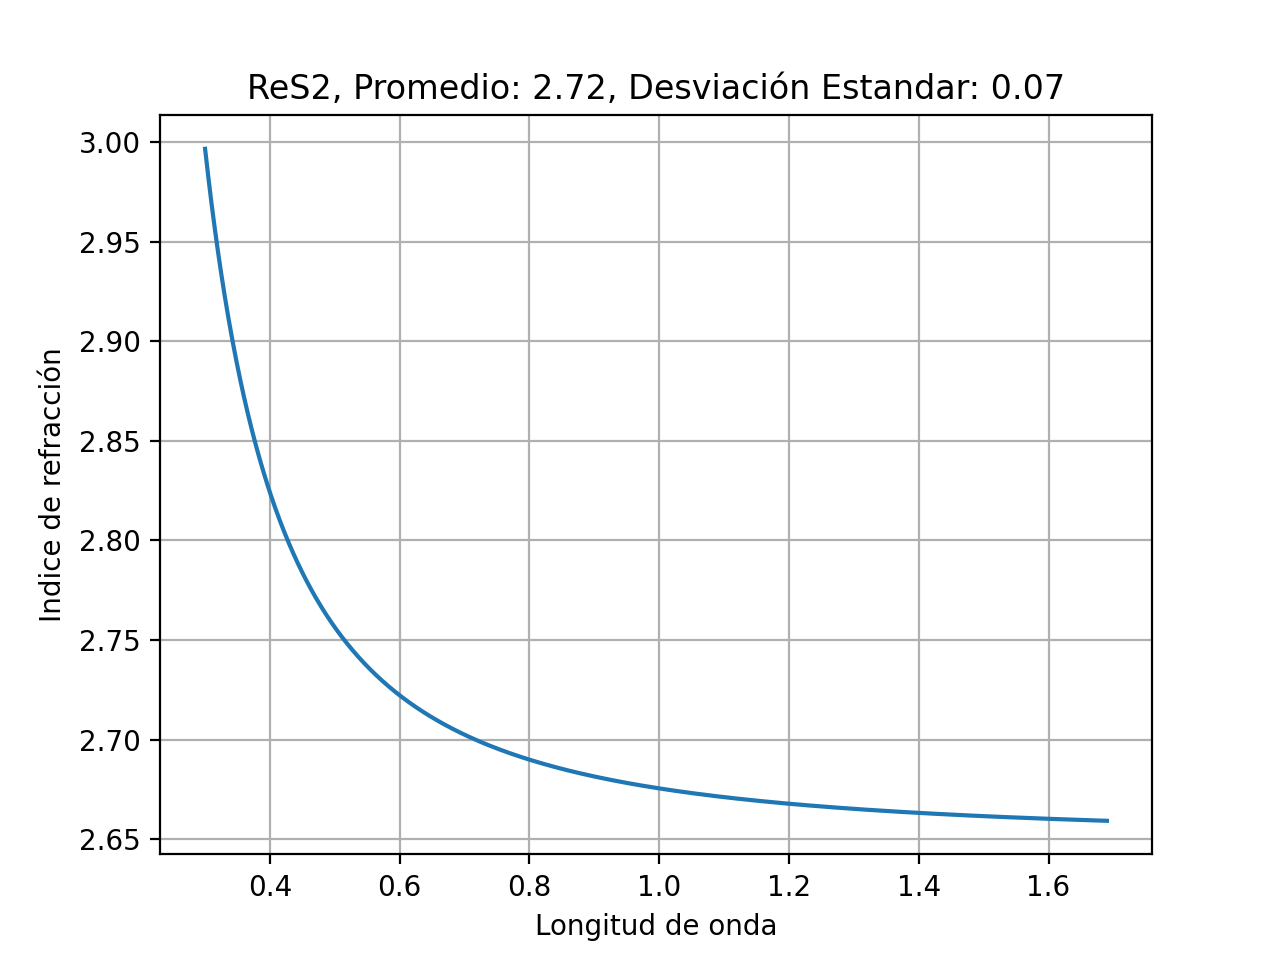 ReS2, Promedio: 2.72, Desviación Estandar: 0.07
3.00
2.95
2.90
2.85
2.80
2.75
2.70
2.65
Indice de refracción
0.4 0.6 0.8 1.0 1.2 1.4 1.6
Longitud de onda